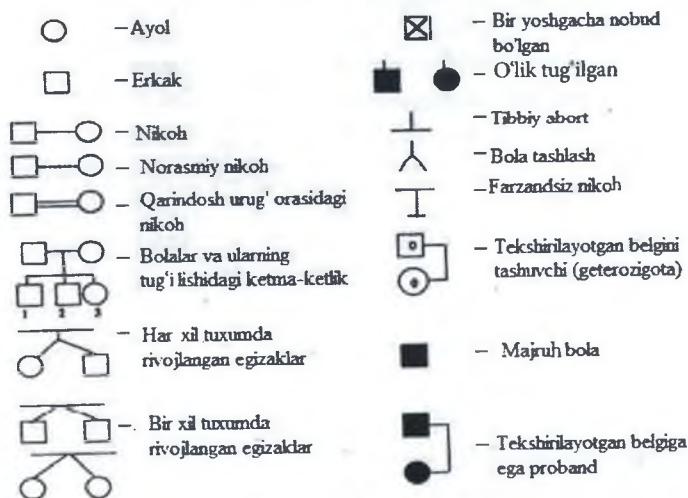 – Ayol
– Erkak
– Nikoh
– Norasmiy nikoh
– Qarindosh urug' orasidagi
nikoh
– Bolalar va ularning
tug'i lishidagi ketma-ketlik
1 2 3
– Har xil tuxumda
rivojlangan egizaklar
–. Bir xil tuxumda
rivojlangan egizaklar
– Bir yoshgacha nobud
bo'lgan
– O'lik tug'ilgan
– Tibbiy abort
– Bola tashlash
– Farzandsiz nikoh
– Tekshirilayotgan belgini
tashuvchi (geterozigota)
– Majruh bola
– Tekshirilayotgan belgiga
ega proband